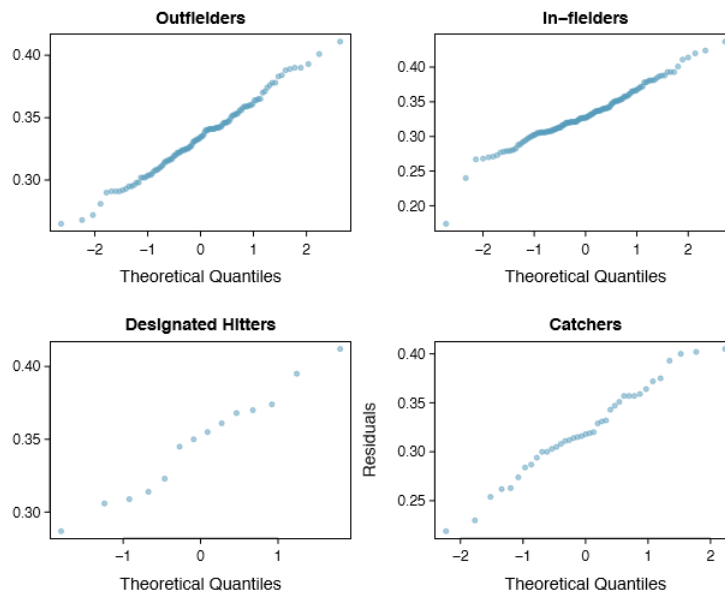 Outfielders
0.40
0.35
0.30
−2 −1 0 1 2
Theoretical Quantiles
In−fielders
0.40
0.35
0.30
0.25
0.20
−2 −1 0 1 2
Theoretical Quantiles
Designated Hitters
0.40
0.35
0.30
−1 0 1
Theoretical Quantiles
Catchers
Residuals
0.40
0.35
0.30
0.25
−2 −1 0 1 2
Theoretical Quantiles